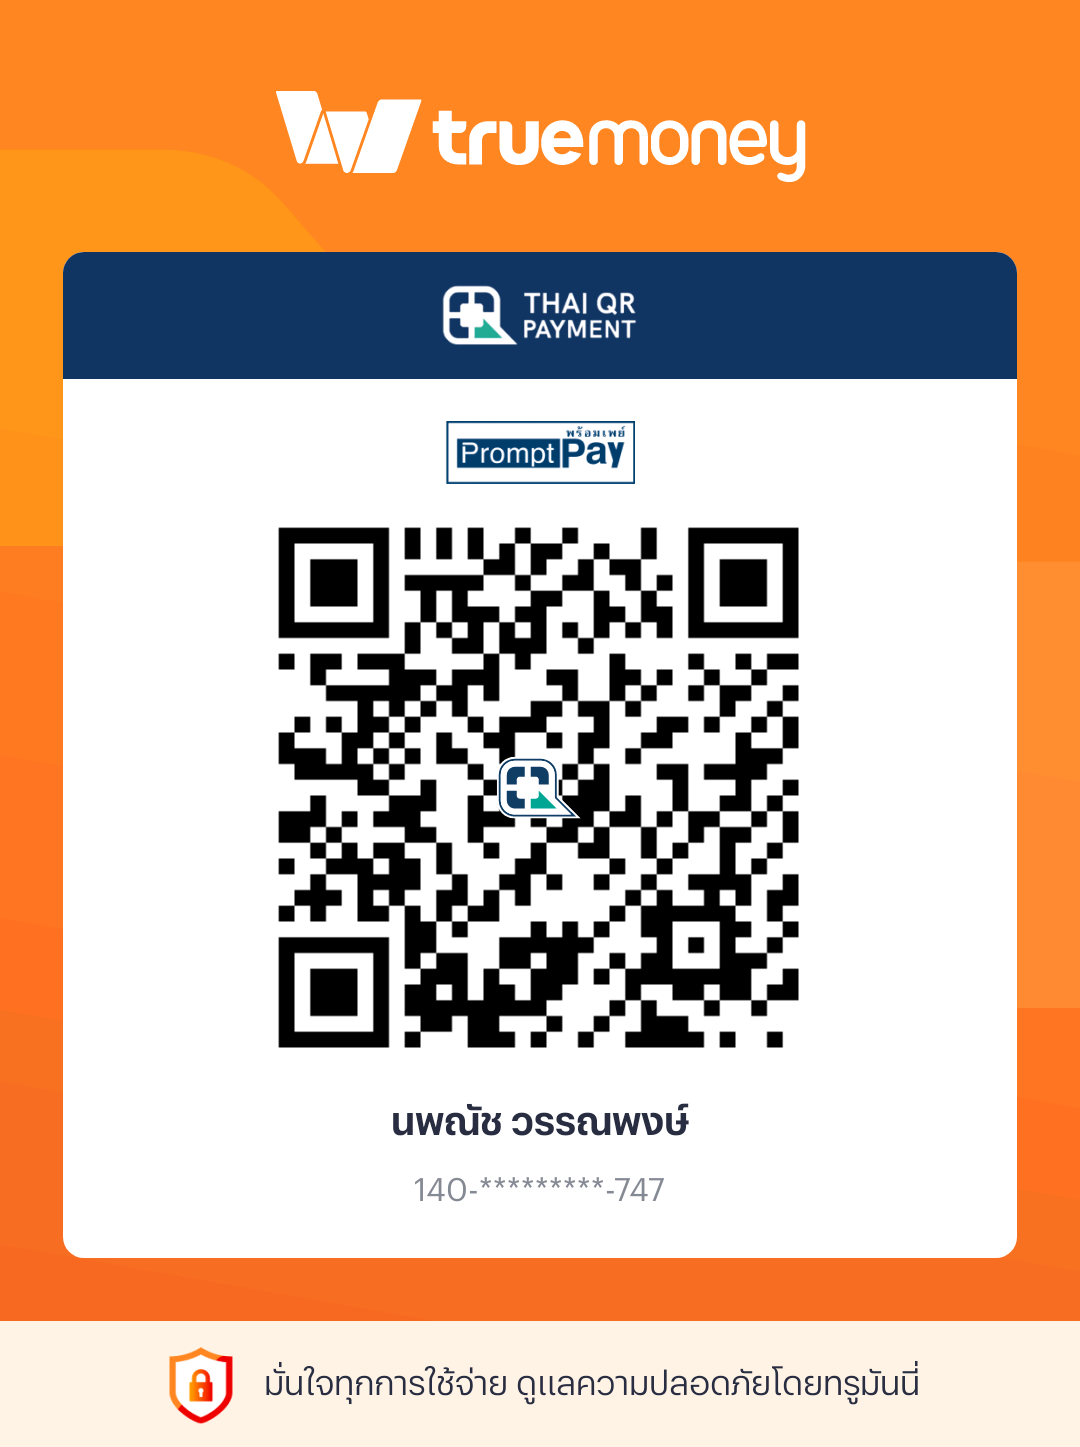 truemoney
THAI QR
PAYMENT
พร้อมเพย์
PromptPay
นพณัช วรรณพงษ์
140-*********-747
มั่นใจทุกการใช้จ่าย ดูแลความปลอดภัยโดยทรูมันนี่